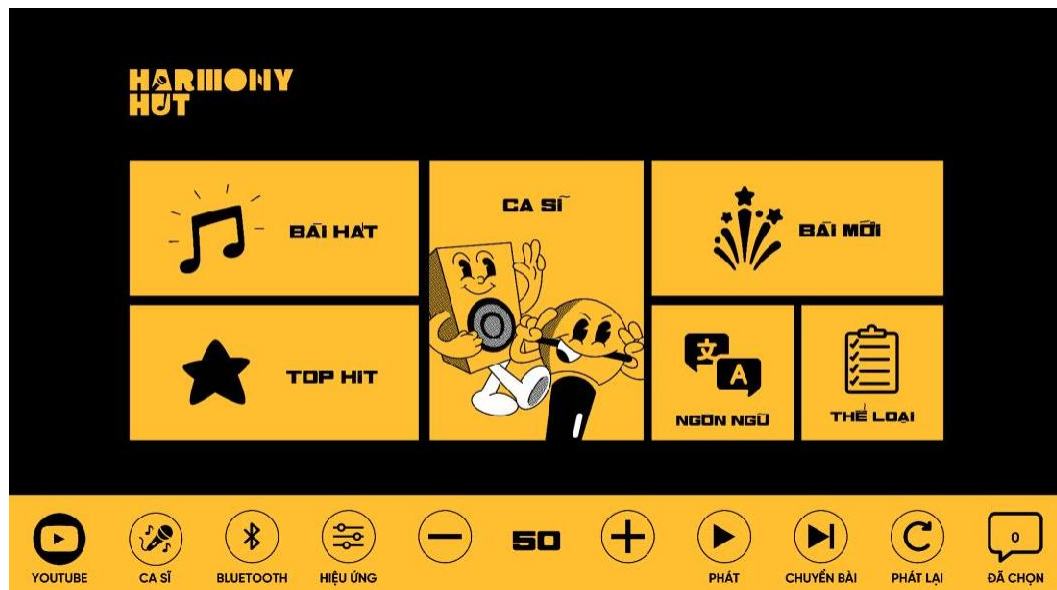 HARMONY
HUT
BÀI HÁT
CA SĨ
BÀI MỚI
TOP HIT
文
A
NGÔN NGỮ
THỂ LOẠI
50
0
YOUTUBE
CA SĨ
BLUETOOTH
HIỆU ỨNG
PHÁT
CHUYỂN BÀI
PHÁT LẠI
ĐÃ CHỌN